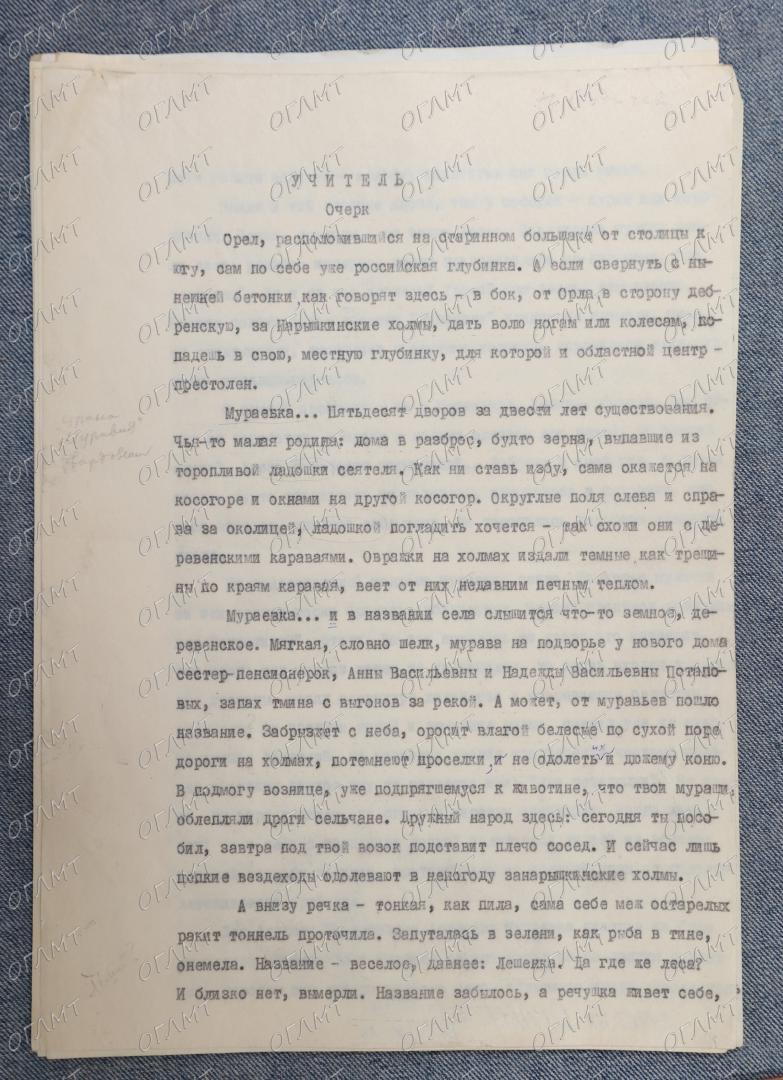 УЧИТЕЛЬ
Очерк
Орел, расположившийся на старинном большаке от столицы к
югу, сам по себе уже российская глубинка. А если свернуть с ны-
нешней бетонки как говорят здесь - в бок, от Орла в сторону деб-
ренскую, за Нарышкинские холмы, дать волю ногам или колесам, по-
падешь в свою, местную глубинку, для которой и областной центр -
престолен.
Мураевка... Пятьдесят дворов за двести лет существования.
Чья-то малая родина: дома в разброс, будто зерна, выпавшие из
торопливой ладошки сеятеля. Как ни ставь избу, сама окажется на
косогоре и окнами на другой косогор. Округлые поля слева и спра-
ва за околицей, ладошкой погладить хочется - так схожи они с де-
ревенскими караваями. Овражки на холмах издали темные как трещи-
ны по краям каравая, веет от них недавним печным теплом.
Мураевка... и в названии села слышится что-то земное, де-
ревенское. Мягкая, словно шелк, мурава на подворье у нового дома
сестер-пенсионерок, Анны Васильевны и Надежды Васильевны Потапо-
вых, запах тмина с выгонов за рекой. А может, от муравьев пошло
название. Забрызжет с неба, оросит влагой белесые по сухой поре
дороги на холмах, потемнеют проселки, и не одолеть их и дюжему коню.
В подмогу вознице, уже подпрягшемуся к животине, что твои мураши,
облепляли дроги сельчане. Дружный народ здесь: сегодня ты посо-
бил, завтра под твой возок подставит плечо сосед. И сейчас лишь
цепкие вездеходы одолевают в непогоду занарышкинские холмы.
А внизу речка - тонкая, как пила, сама себе меж остарелых
ракит тоннель проточила. Запуталась в зелени, как рыба в тине,
онемела. Название - веселое, давнее: Лешенка. Да где же леса?
И близко нет, вымерли. Название забылось, а речушка живет себе,